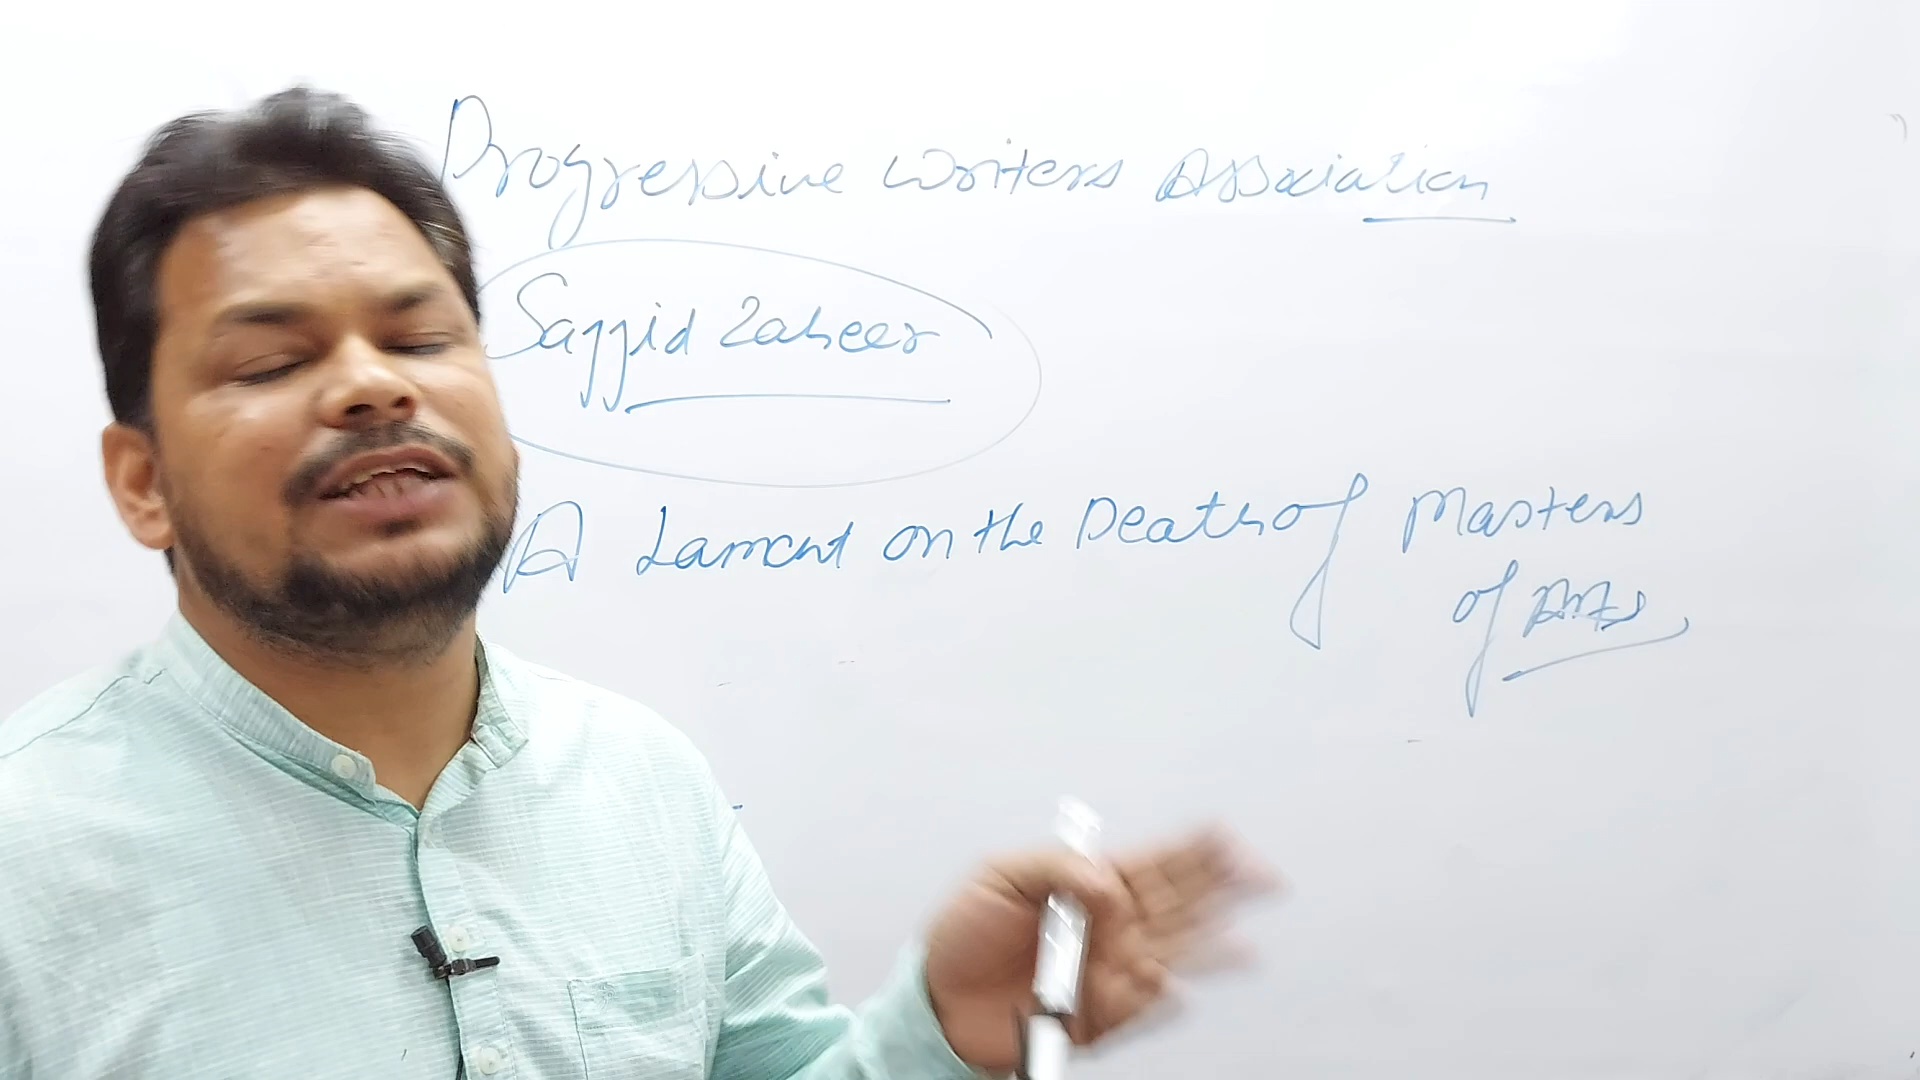 Progressive Writers Association
Sajjid Zaheer
A Lament on the Death of Masters
of Arts